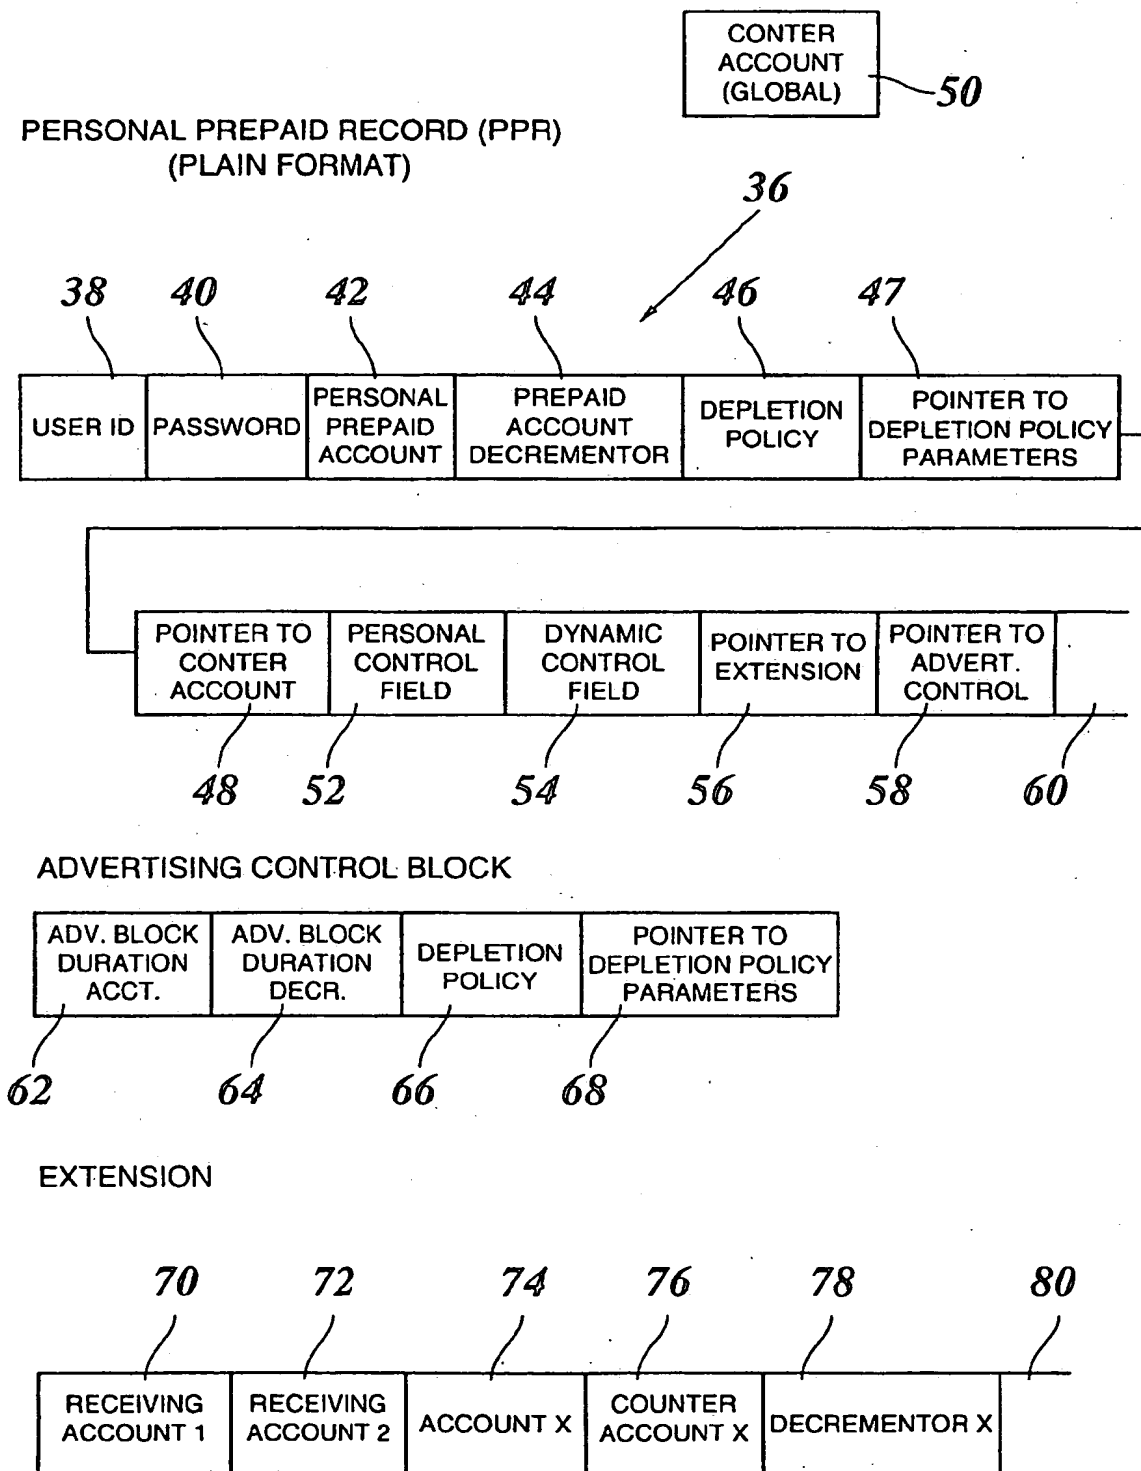 CONTER
ACCOUNT
(GLOBAL)
50
PERSONAL PREPAID RECORD (PPR)
(PLAIN FORMAT)
36
38 40 42 44 46 47
USER ID
PASSWORD
PERSONAL
PREPAID
ACCOUNT
PREPAID
ACCOUNT
DECREMENTOR
DEPLETION
POLICY
POINTER TO
DEPLETION POLICY
PARAMETERS
POINTER TO
CONTER
ACCOUNT
PERSONAL
CONTROL
FIELD
DYNAMIC
CONTROL
FIELD
POINTER TO
EXTENSION
POINTER TO
ADVERT.
CONTROL
48 52 54 56 58 60
ADVERTISING CONTROL BLOCK
ADV. BLOCK
DURATION
ACCT.
ADV. BLOCK
DURATION
DECR.
DEPLETION
POLICY
POINTER TO
DEPLETION POLICY
PARAMETERS
62 64 66 68
EXTENSION
70 72 74 76 78 80
RECEIVING
ACCOUNT 1
RECEIVING
ACCOUNT 2
ACCOUNT X
COUNTER
ACCOUNT X
DECREMENTOR X